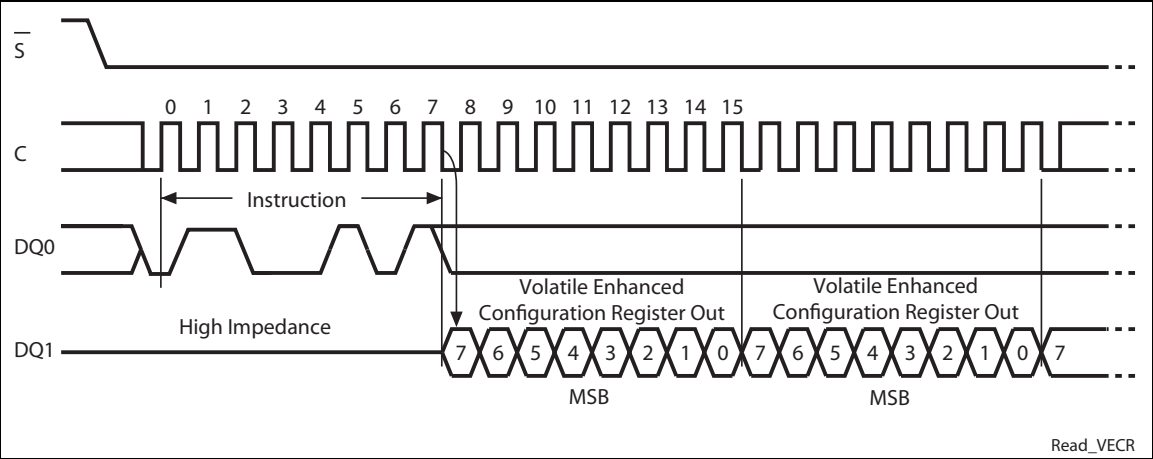 S
0 1 2 3 4 5 6 7 8 9 10 11 12 13 14 15
C
Instruction
DQ0
Volatile Enhanced
Configuration Register Out
Volatile Enhanced
Configuration Register Out
High Impedance
DQ1
7 6 5 4 3 2 1 0 7 6 5 4 3 2 1 0 7
MSB
MSB
Read_VECR